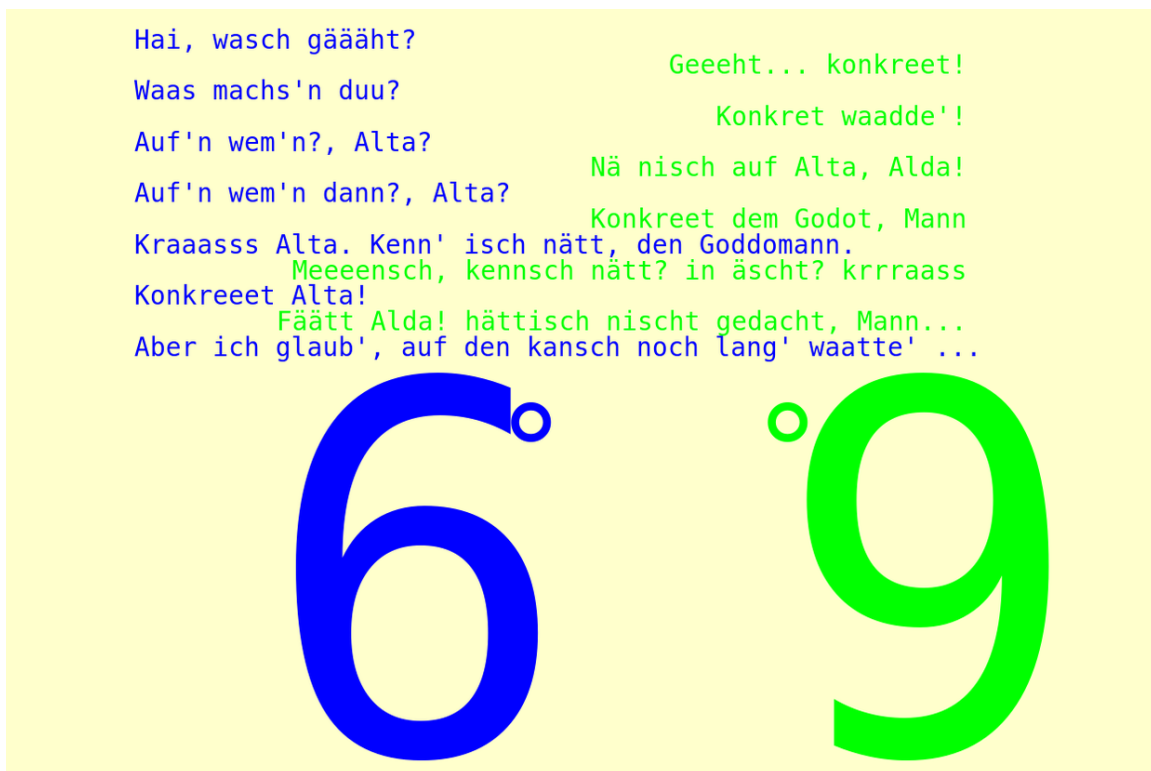 Hai, wasch gäääht?
Geeeht... konkreet!
Waas machs'n duu?
Konkret waadde'!
Auf'n wem'n?, Alta?
Nä nisch auf Alta, Alda!
Auf'n wem'n dann?, Alta?
Konkreet dem Godot, Mann
Kraaasss Alta. Kenn' isch nätt, den Goddomann.
Meeeensch, kennsch nätt? in äscht? krrraass
Konkreeet Alta!
Fäätt Alda! hättisch nischt gedacht, Mann...
Aber ich glaub', auf den kansch noch lang' waatte' ...
6° °9